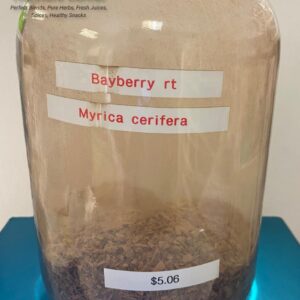 Perfect Blends, Pure Herbs, Fresh Juices,
Spices, Healthy Snacks
Bayberry rt
Myrica cerifera
$5.06